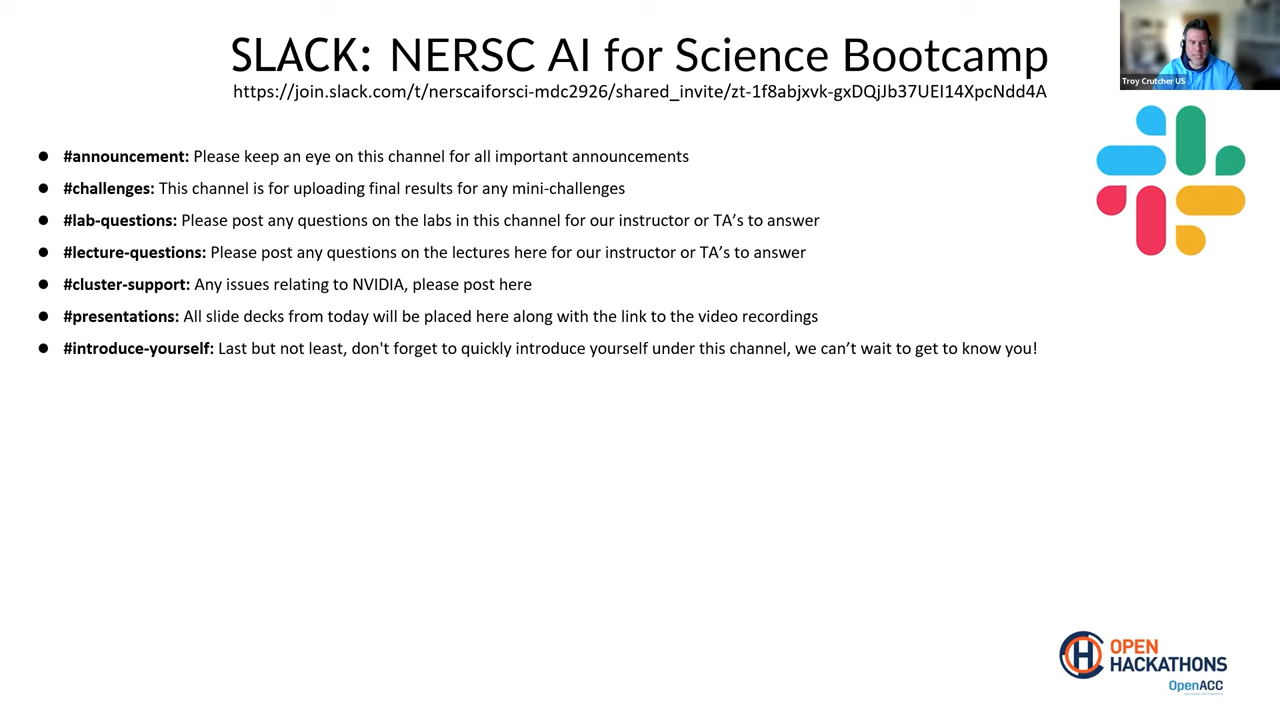 SLACK: NERSC AI for Science Bootcamp
https://join.slack.com/t/nerscaiforsci-mdc2926/shared_invite/zt-1f8abjxvk-gxDQjJb37UEI14XpcNdd4A
Troy Crutcher US
● #announcement: Please keep an eye on this channel for all important announcements
● #challenges: This channel is for uploading final results for any mini-challenges
● #lab-questions: Please post any questions on the labs in this channel for our instructor or TA’s to answer
● #lecture-questions: Please post any questions on the lectures here for our instructor or TA’s to answer
● #cluster-support: Any issues relating to NVIDIA, please post here
● #presentations: All slide decks from today will be placed here along with the link to the video recordings
● #introduce-yourself: Last but not least, don't forget to quickly introduce yourself under this channel, we can’t wait to get to know you!
OPEN
HACKATHONS
OpenACC